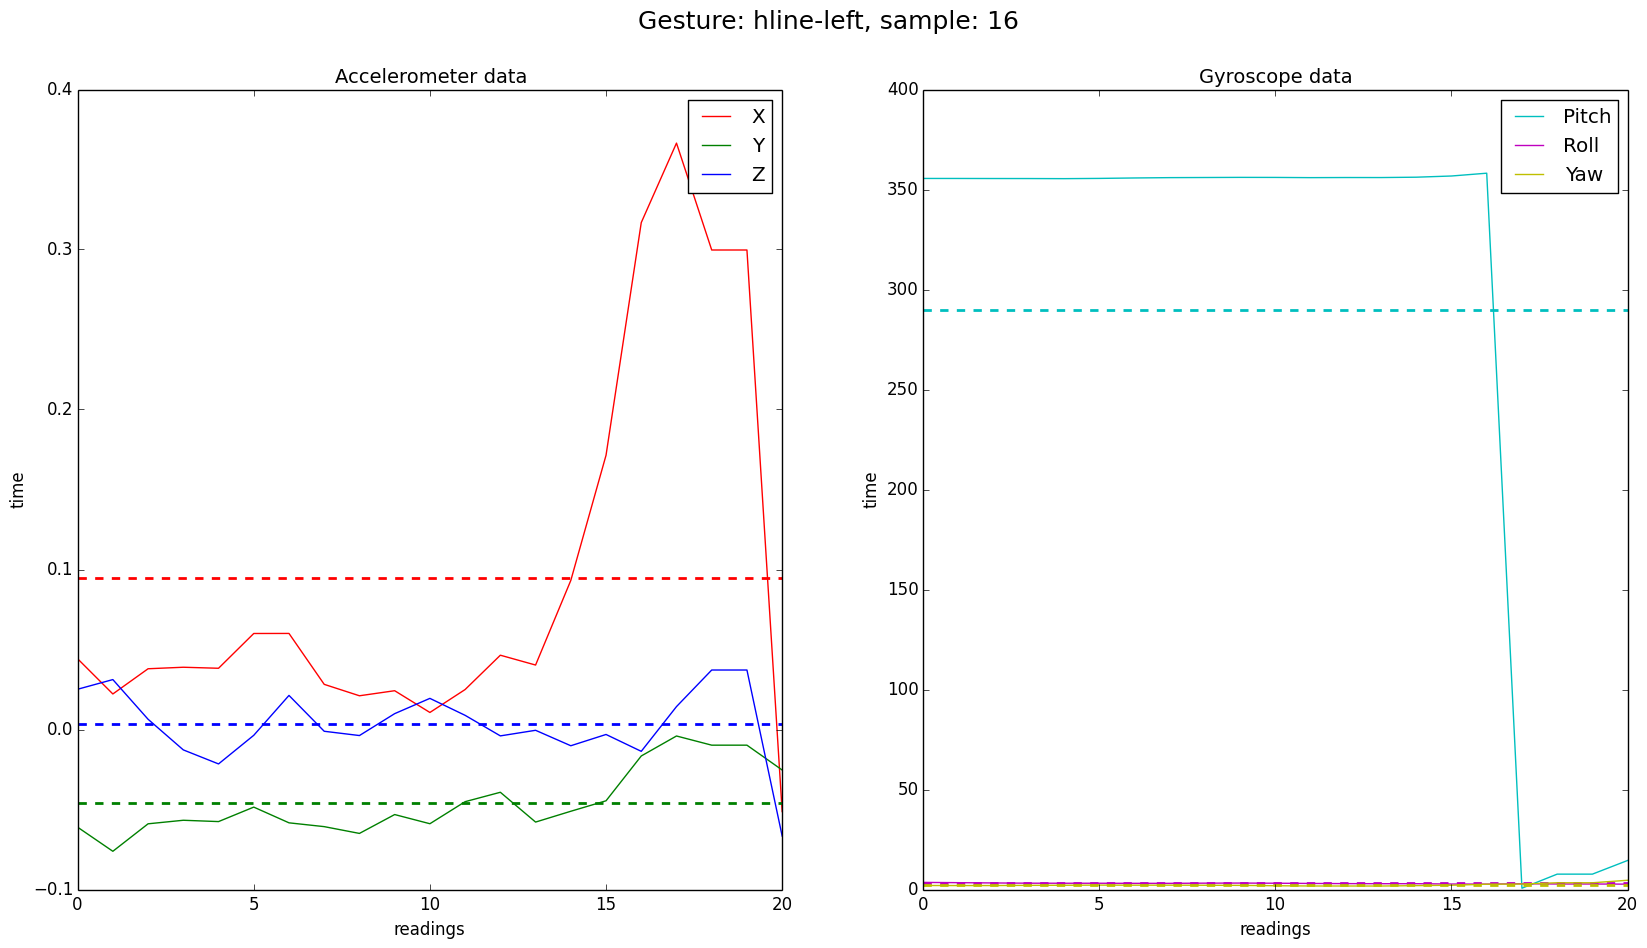 Gesture: hline-left, sample: 16
Accelerometer data
0.4
0.3
0.2
0.1
0.0
−0.1
time
0
5
10
15
20
readings
X
Y
Z
Gyroscope data
400
350
300
250
200
150
100
50
0
time
0
5
10
15
20
readings
Pitch
Roll
Yaw